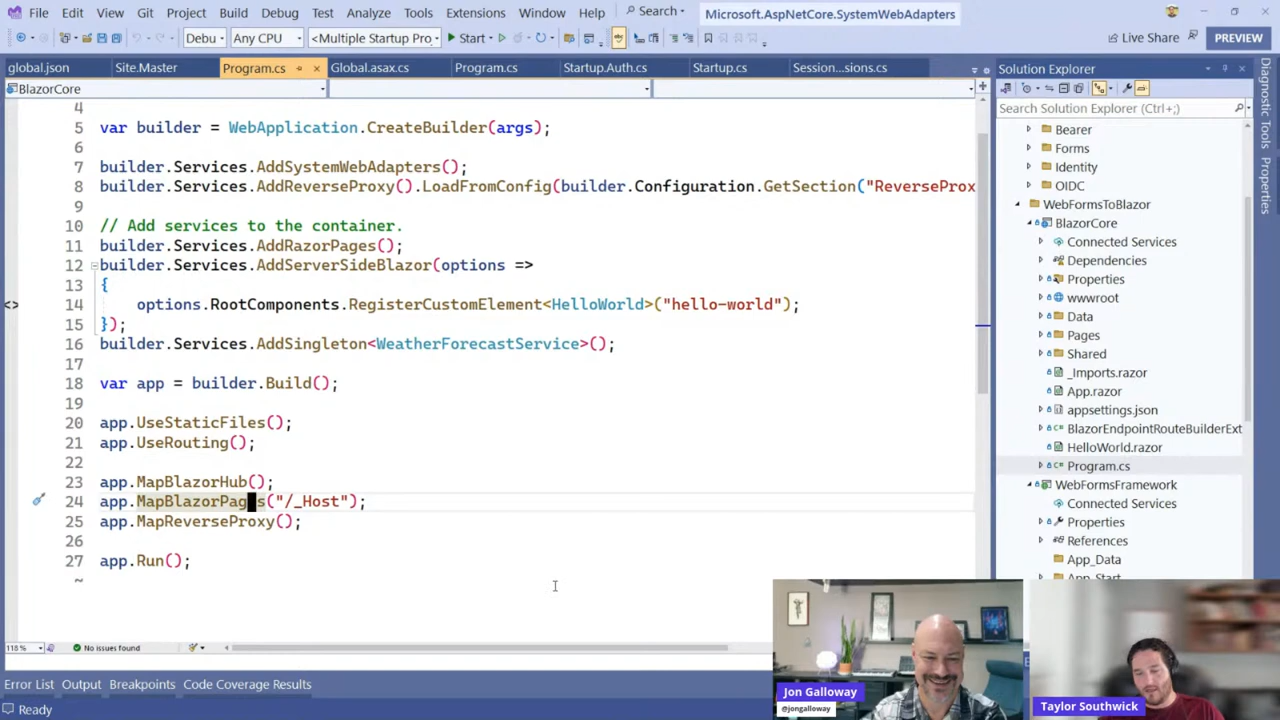 File Edit View Git Project Build Debug Test Analyze Tools Extensions Window Help Search Microsoft.AspNetCore.SystemWebAdapters
Debu Any CPU <Multiple Startup Pro Start Live Share PREVIEW
global.json Site.Master Program.cs Global.asax.cs Program.cs Startup.Auth.cs Startup.cs Session...sions.cs
BlazorCore
4
5 var builder = WebApplication.CreateBuilder(args);
6
7 builder.Services.AddSystemWebAdapters();
8 builder.Services.AddReverseProxy().LoadFromConfig(builder.Configuration.GetSection("ReverseProx
9
10 // Add services to the container.
11 builder.Services.AddRazorPages();
12 builder.Services.AddServerSideBlazor(options =>
13 {
14 options.RootComponents.RegisterCustomElement<HelloWorld>("hello-world");
15 });
16 builder.Services.AddSingleton<WeatherForecastService>();
17
18 var app = builder.Build();
19
20 app.UseStaticFiles();
21 app.UseRouting();
22
23 app.MapBlazorHub();
24 app.MapBlazorPages("/_Host");
25 app.MapReverseProxy();
26
27 app.Run();
~
118 % No issues found
Error List Output Breakpoints Code Coverage Results
Ready
Solution Explorer
Search Solution Explorer (Ctrl+;)
Bearer
Forms
Identity
OIDC
WebFormsToBlazor
BlazorCore
Connected Services
Dependencies
Properties
wwwroot
Data
Pages
Shared
_Imports.razor
App.razor
appsettings.json
BlazorEndpointRouteBuilderExt
HelloWorld.razor
Program.cs
WebFormsFramework
Connected Services
Properties
References
App_Data
App_Start
Diagnostic Tools
Properties
Jon Galloway
@jongalloway
Taylor Southwick